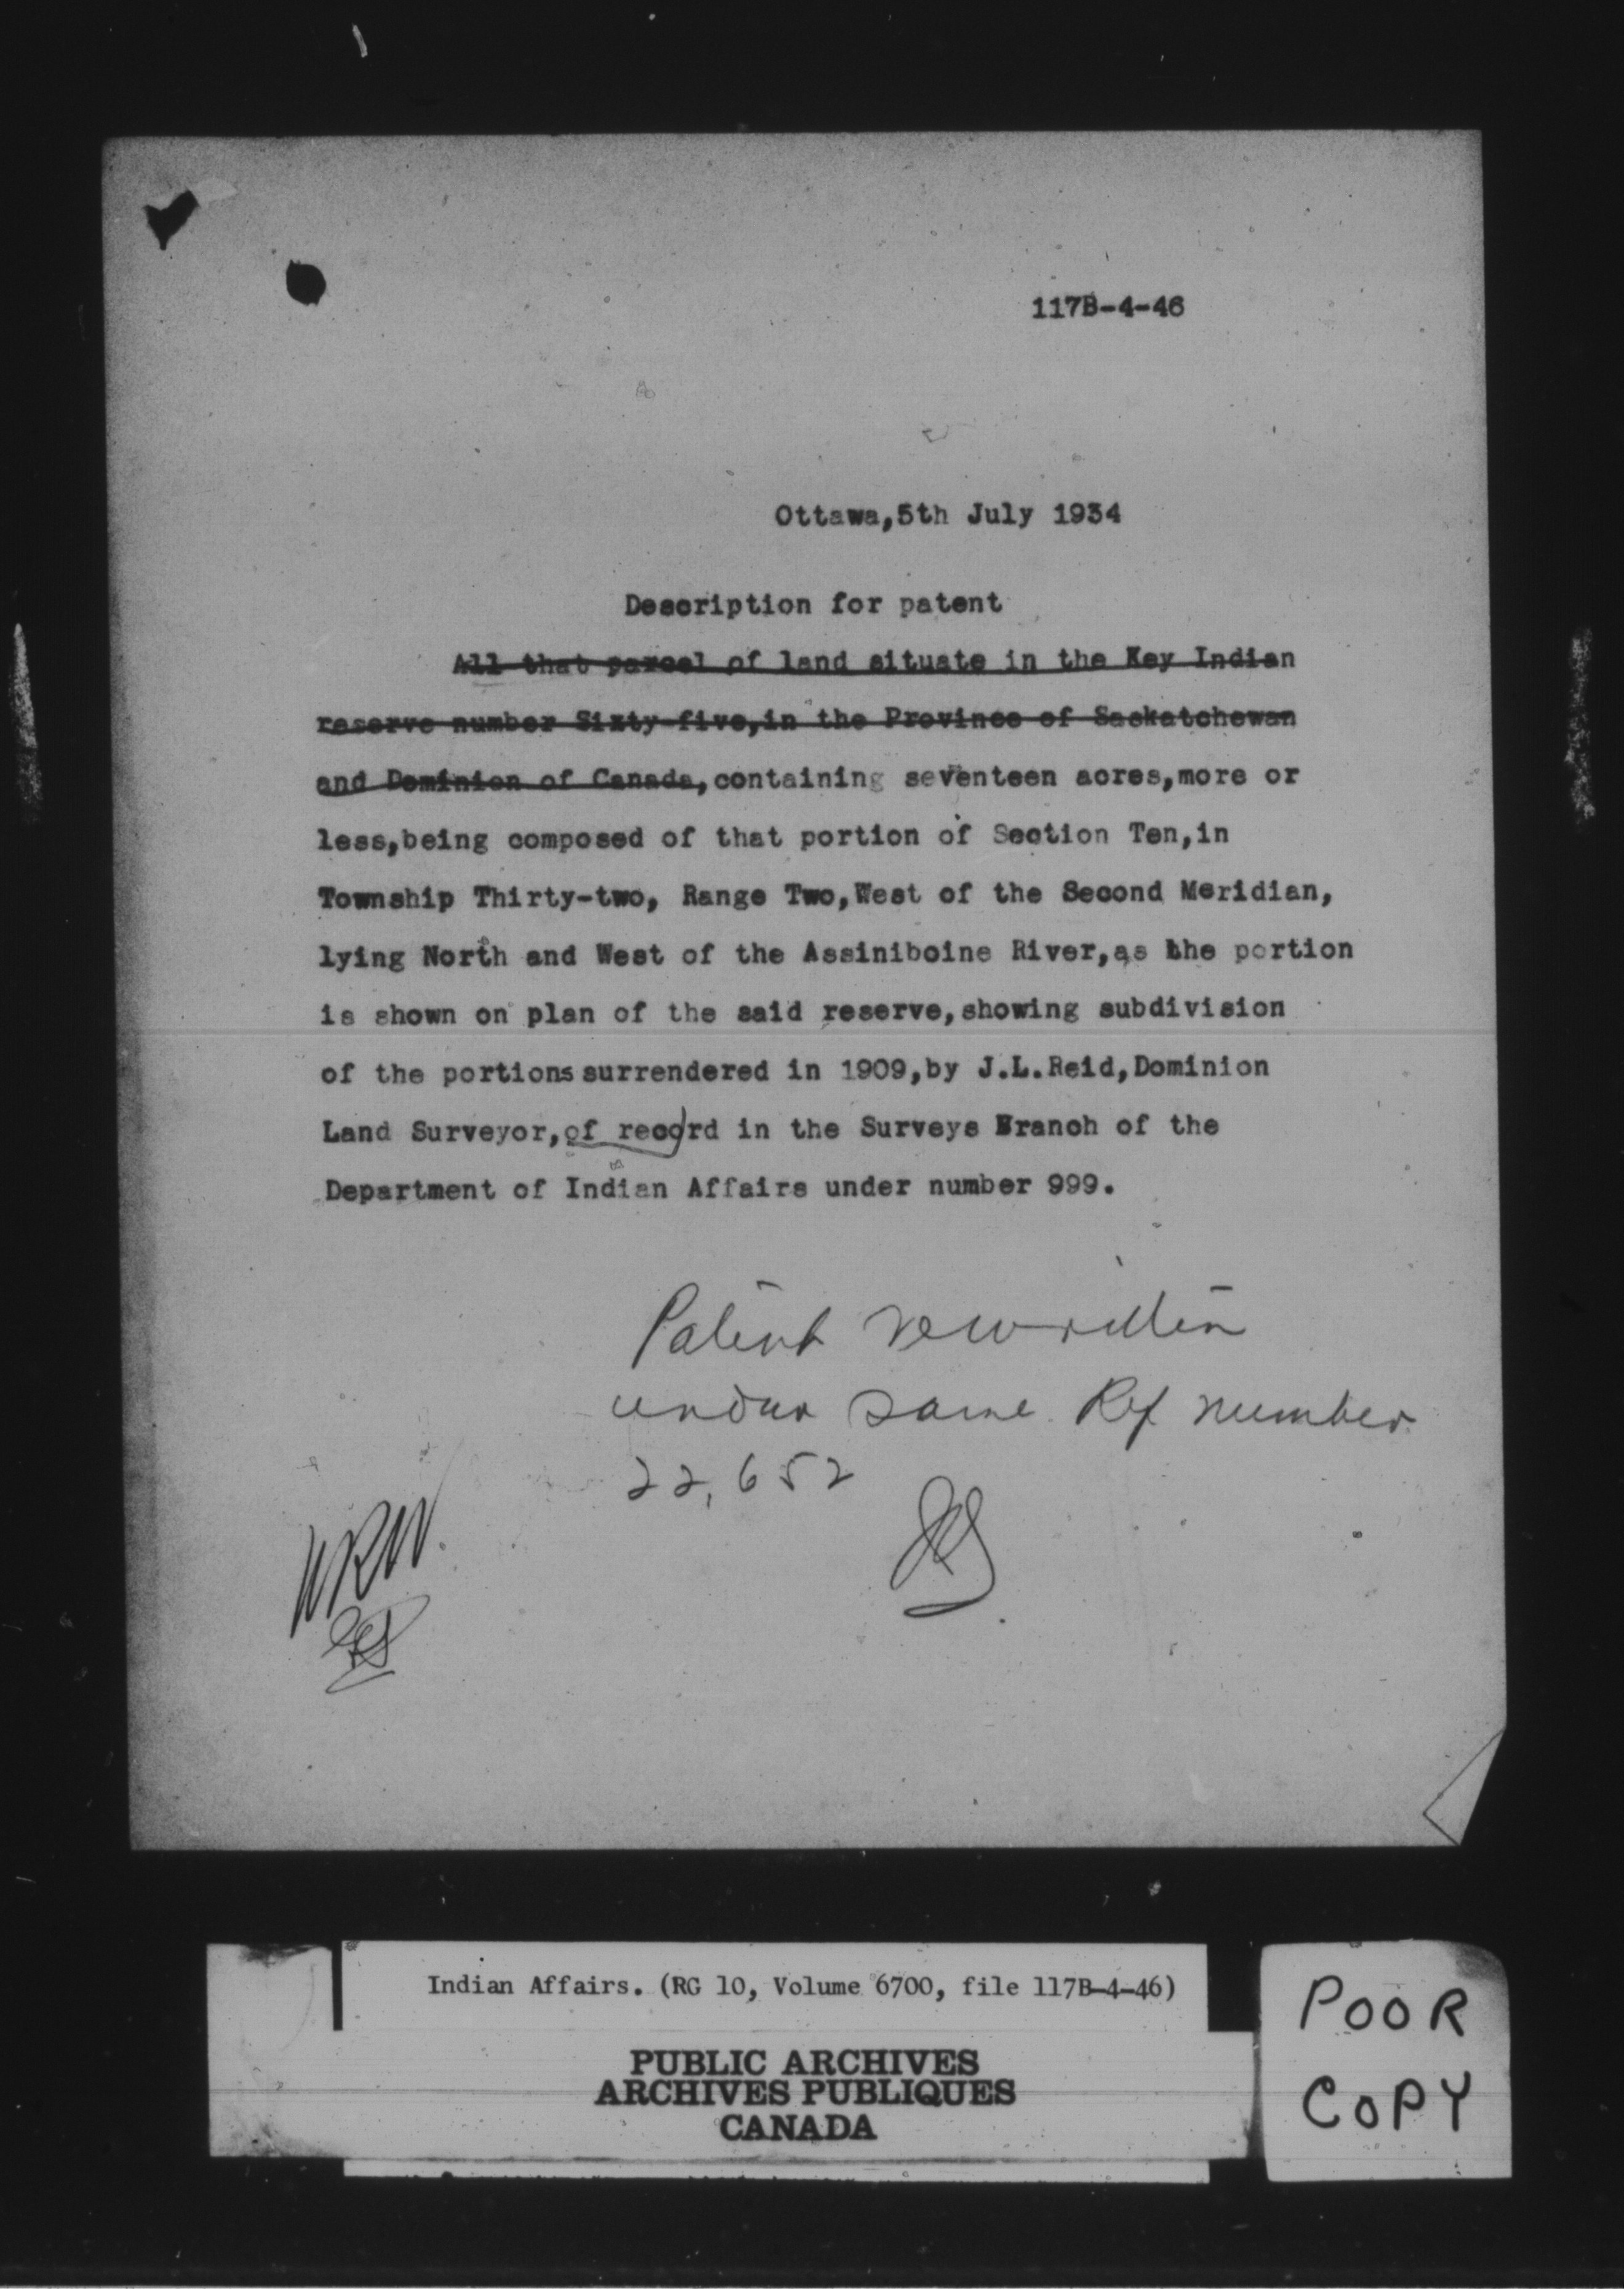 117B-4-46
Ottawa,5th July 1934
Description for patent
All that parcel of land situate in the Key Indian
reserve number Sixty-five,in the Province of Saskatchewan
and Dominion of Canada,containing seventeen acres,more or
less,being composed of that portion of Section Ten,in
Township Thirty-two, Range Two,West of the Second Meridian,
lying North and West of the Assiniboine River,as the portion
is shown on plan of the said reserve,showing subdivision
of the portions surrendered in 1909,by J.L.Reid,Dominion
Land Surveyor,of record in the Surveys Branch of the
Department of Indian Affairs under number 999.
Patent rewritten
under same Ref number
22,652
Indian Affairs. (RG 10, Volume 6700, file 117B-4-46)
PUBLIC ARCHIVES
ARCHIVES PUBLIQUES
CANADA
POOR
COPY